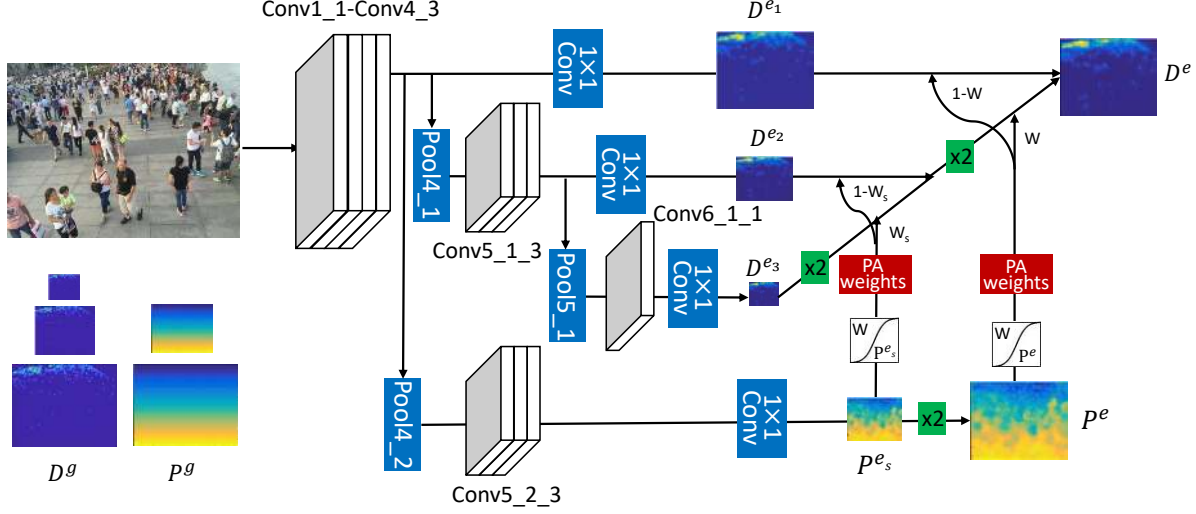 Conv1_1-Conv4_3
1×1
Conv
D^{e_1}
D^e
1-W
W
x2
Pool4_1
1×1
Conv
D^{e_2}
Conv5_1_3
1-W_s
W_s
Conv6_1_1
Pool5_1
1×1
Conv
D^{e_3}
x2
PA
weights
PA
weights
W
P^{e_s}
W
P^e
Pool4_2
Conv5_2_3
1×1
Conv
P^{e_s}
x2
P^e
D^g
P^g